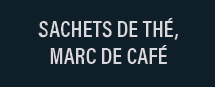 SACHETS DE THÉ,
MARC DE CAFÉ